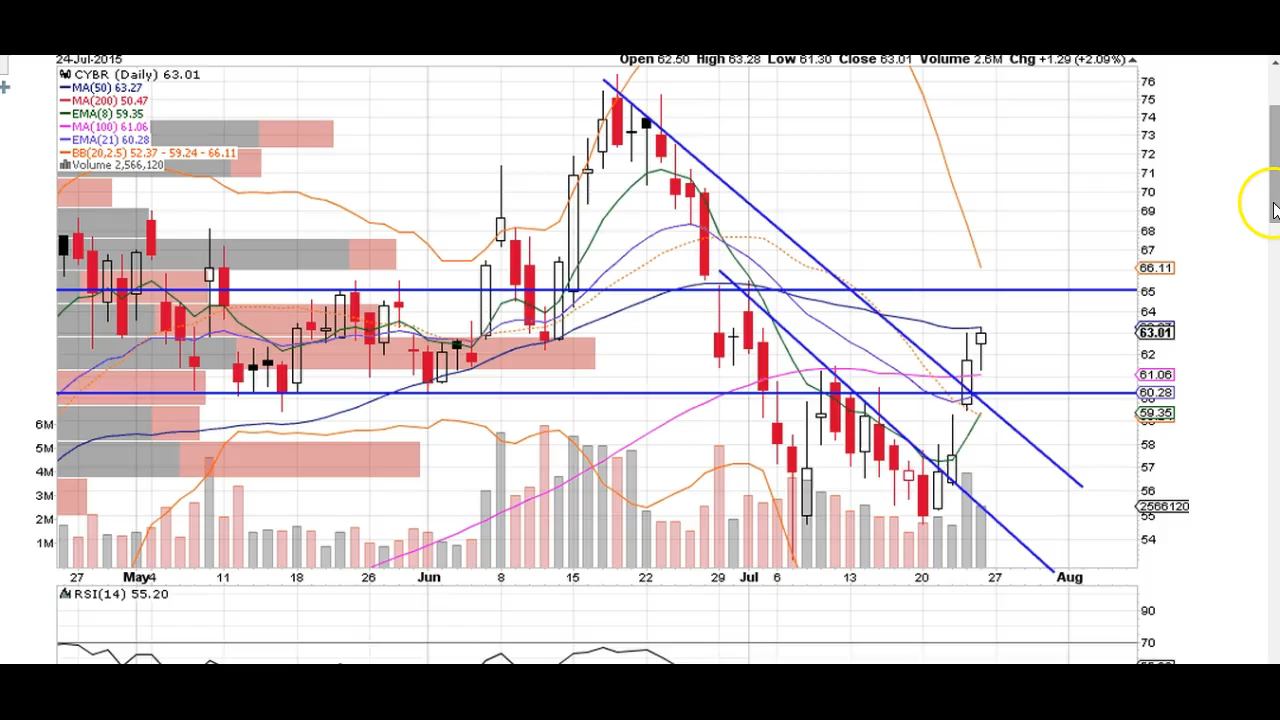 24-Jul-2015 Open 62.50 High 63.28 Low 61.30 Close 63.01 Volume 2.6M Chg +1.29 (+2.09%)
CYBR (Daily) 63.01
MA(50) 63.27
MA(200) 50.47
EMA(8) 59.35
MA(100) 61.06
EMA(21) 60.28
BB(20,2.5) 52.37 - 59.24 - 66.11
Volume 2,566,120
76
75
74
73
72
71
70
69
68
67
66.11
65
64
63.01
62
61.06
60.28
59.35
58
57
56
2566120
55
54
6M
5M
4M
3M
2M
1M
27 May 4 11 18 26 Jun 8 15 22 29 Jul 6 13 20 27 Aug
RSI(14) 55.20
90
70